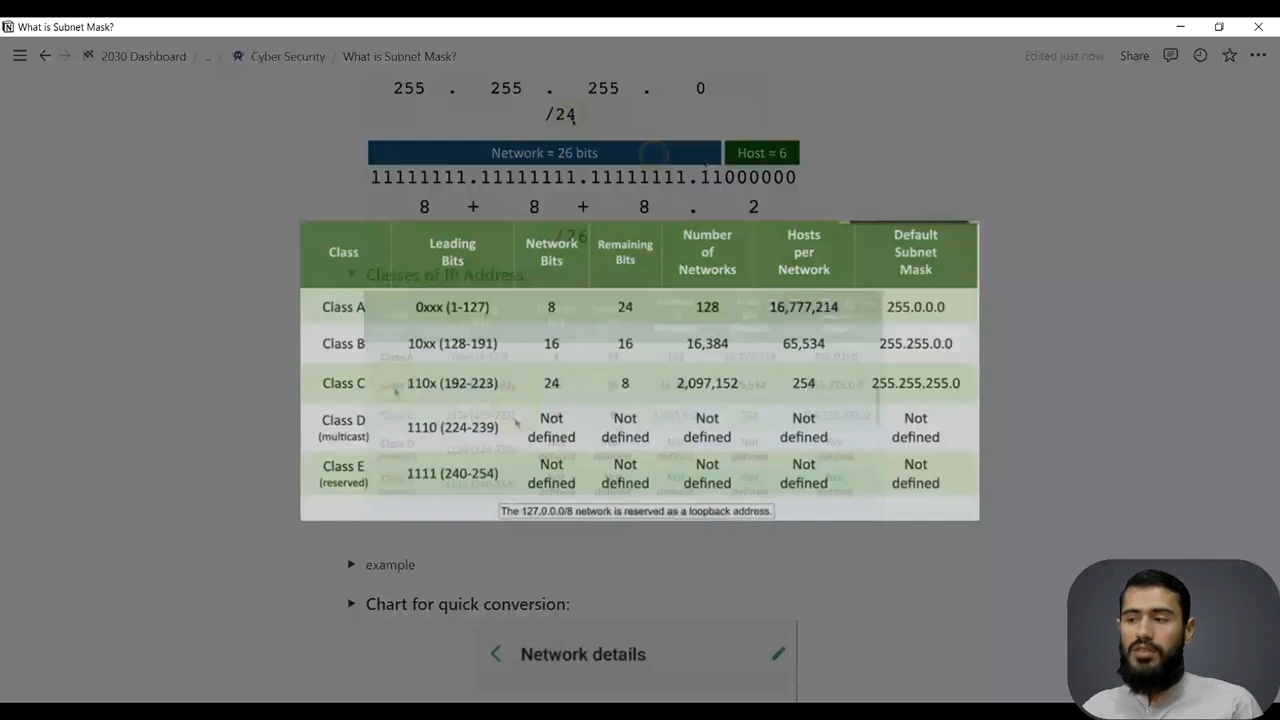 What is Subnet Mask?
2030 Dashboard / ... / Cyber Security / What is Subnet Mask?
Edited just now Share
255 . 255 . 255 . 0
/24
Network = 26 bits Host = 6
11111111.11111111.11111111.11000000
8 + 8 + 8 . 2
/26
Classes of IP Address:
Class Leading Bits Network Bits Remaining Bits Number of Networks Hosts per Network Default Subnet Mask
Class A 0xxx (1-127) 8 24 128 16,777,214 255.0.0.0
Class B 10xx (128-191) 16 16 16,384 65,534 255.255.0.0
Class C 110x (192-223) 24 8 2,097,152 254 255.255.255.0
Class D (multicast) 1110 (224-239) Not defined Not defined Not defined Not defined Not defined
Class E (reserved) 1111 (240-254) Not defined Not defined Not defined Not defined Not defined
The 127.0.0.0/8 network is reserved as a loopback address.
example
Chart for quick conversion:
Network details